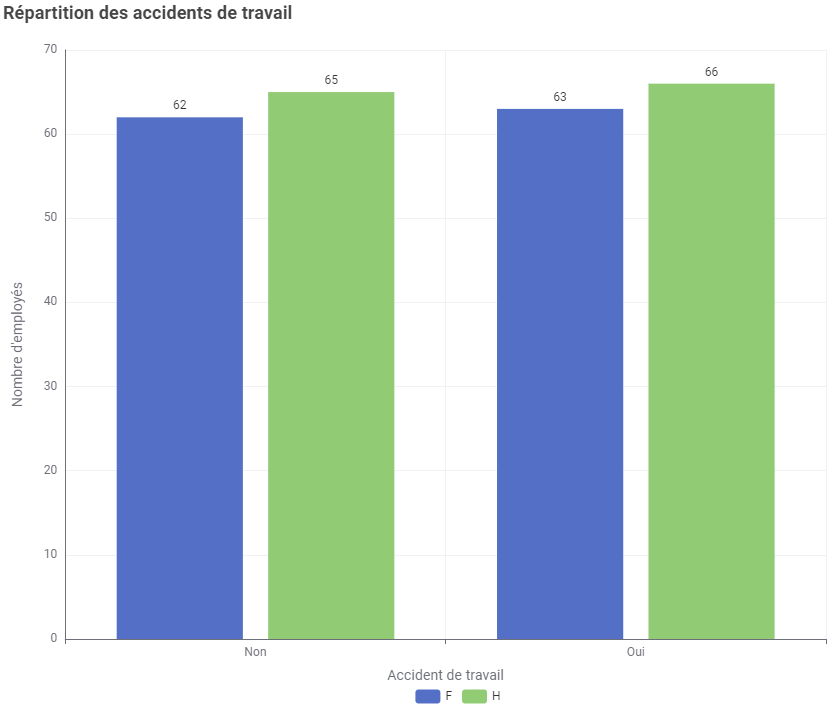 Répartition des accidents de travail
70
60
50
40
30
20
10
0
Nombre d'employés
62
65
63
66
Non
Oui
Accident de travail
F
H